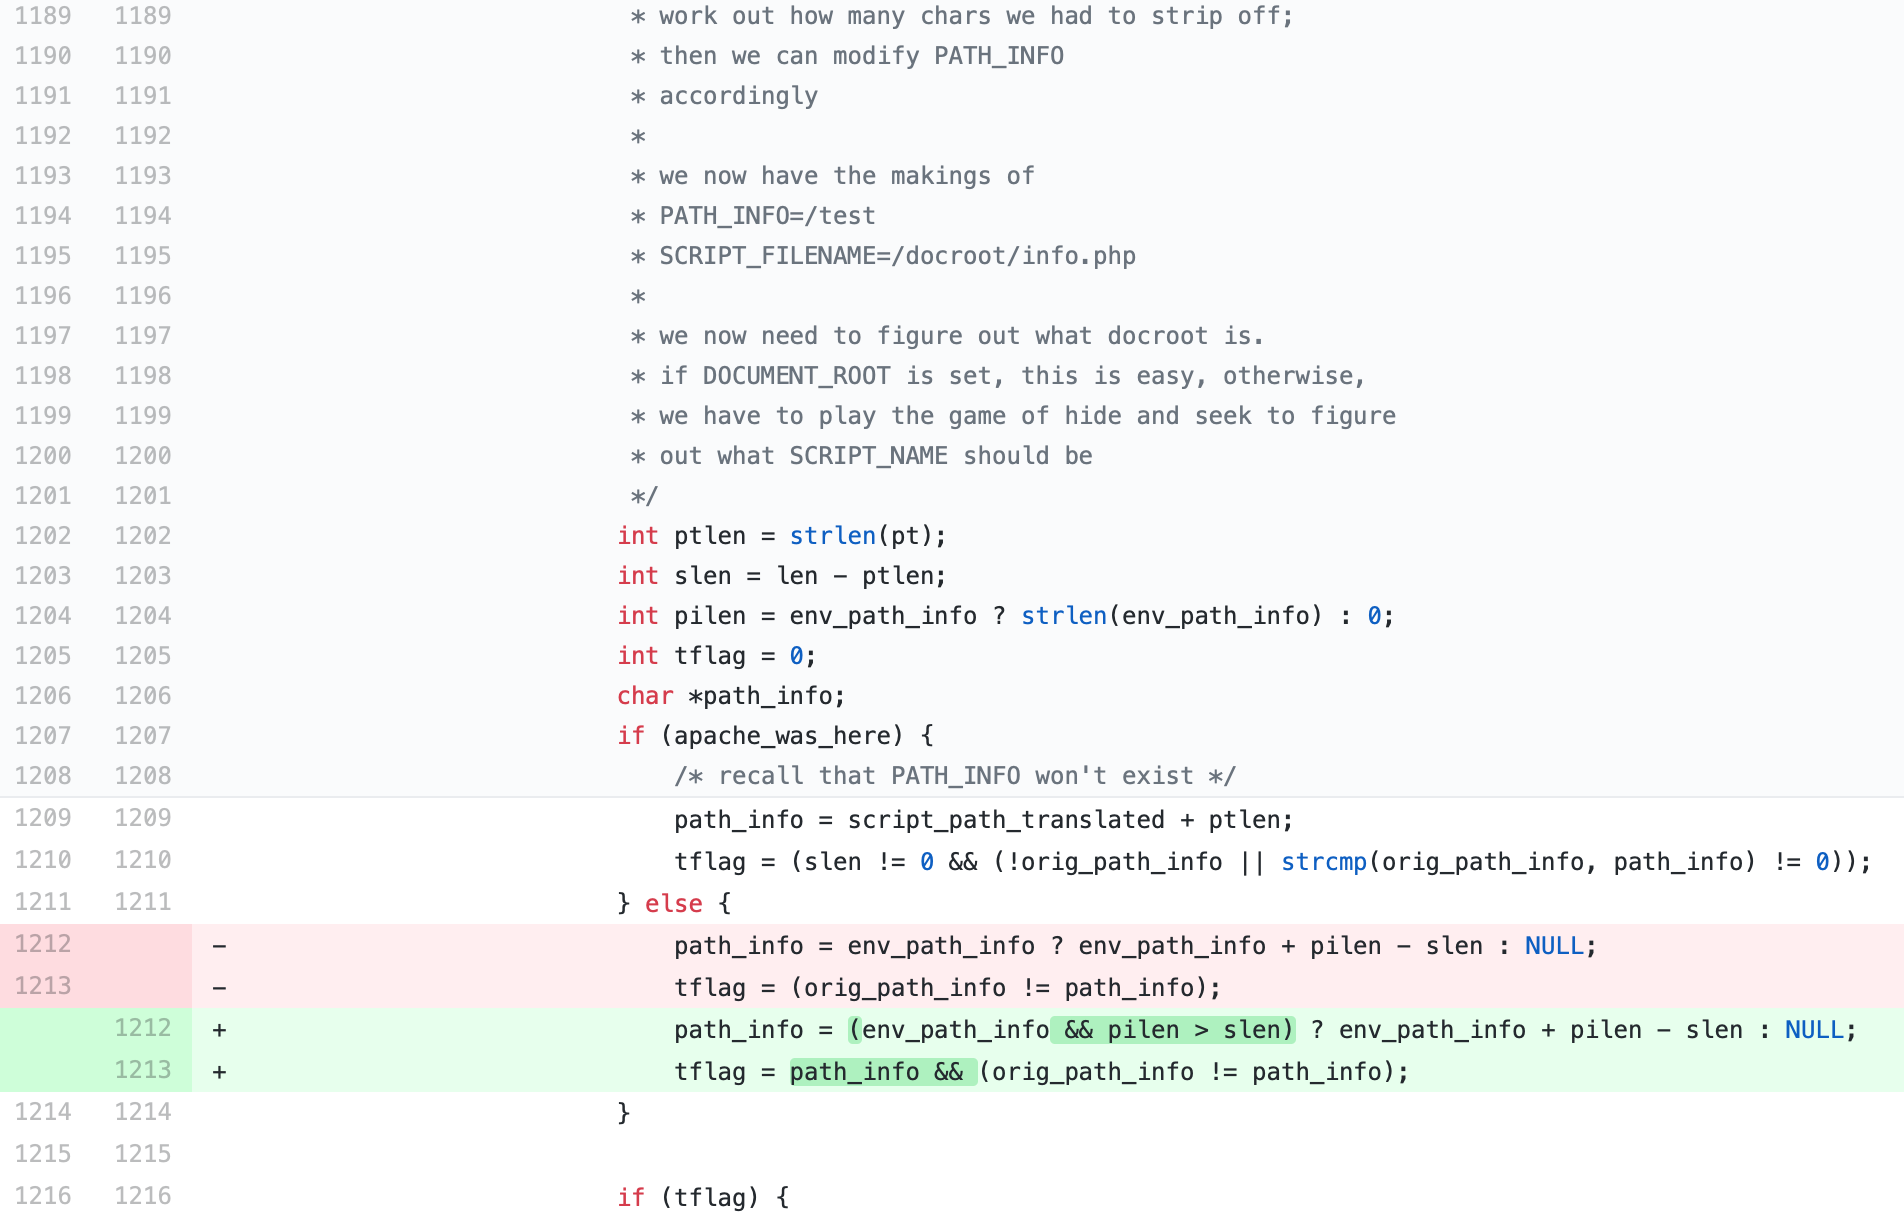 1189 1189 * work out how many chars we had to strip off;
1190 1190 * then we can modify PATH_INFO
1191 1191 * accordingly
1192 1192 *
1193 1193 * we now have the makings of
1194 1194 * PATH_INFO=/test
1195 1195 * SCRIPT_FILENAME=/docroot/info.php
1196 1196 *
1197 1197 * we now need to figure out what docroot is.
1198 1198 * if DOCUMENT_ROOT is set, this is easy, otherwise,
1199 1199 * we have to play the game of hide and seek to figure
1200 1200 * out what SCRIPT_NAME should be
1201 1201 */
1202 1202 int ptlen = strlen(pt);
1203 1203 int slen = len - ptlen;
1204 1204 int pilen = env_path_info ? strlen(env_path_info) : 0;
1205 1205 int tflag = 0;
1206 1206 char *path_info;
1207 1207 if (apache_was_here) {
1208 1208 /* recall that PATH_INFO won't exist */
1209 1209 path_info = script_path_translated + ptlen;
1210 1210 tflag = (slen != 0 && (!orig_path_info || strcmp(orig_path_info, path_info) != 0));
1211 1211 } else {
1212 - path_info = env_path_info ? env_path_info + pilen - slen : NULL;
1213 - tflag = (orig_path_info != path_info);
1212 + path_info = (env_path_info && pilen > slen) ? env_path_info + pilen - slen : NULL;
1213 + tflag = path_info && (orig_path_info != path_info);
1214 1214 }
1215 1215
1216 1216 if (tflag) {